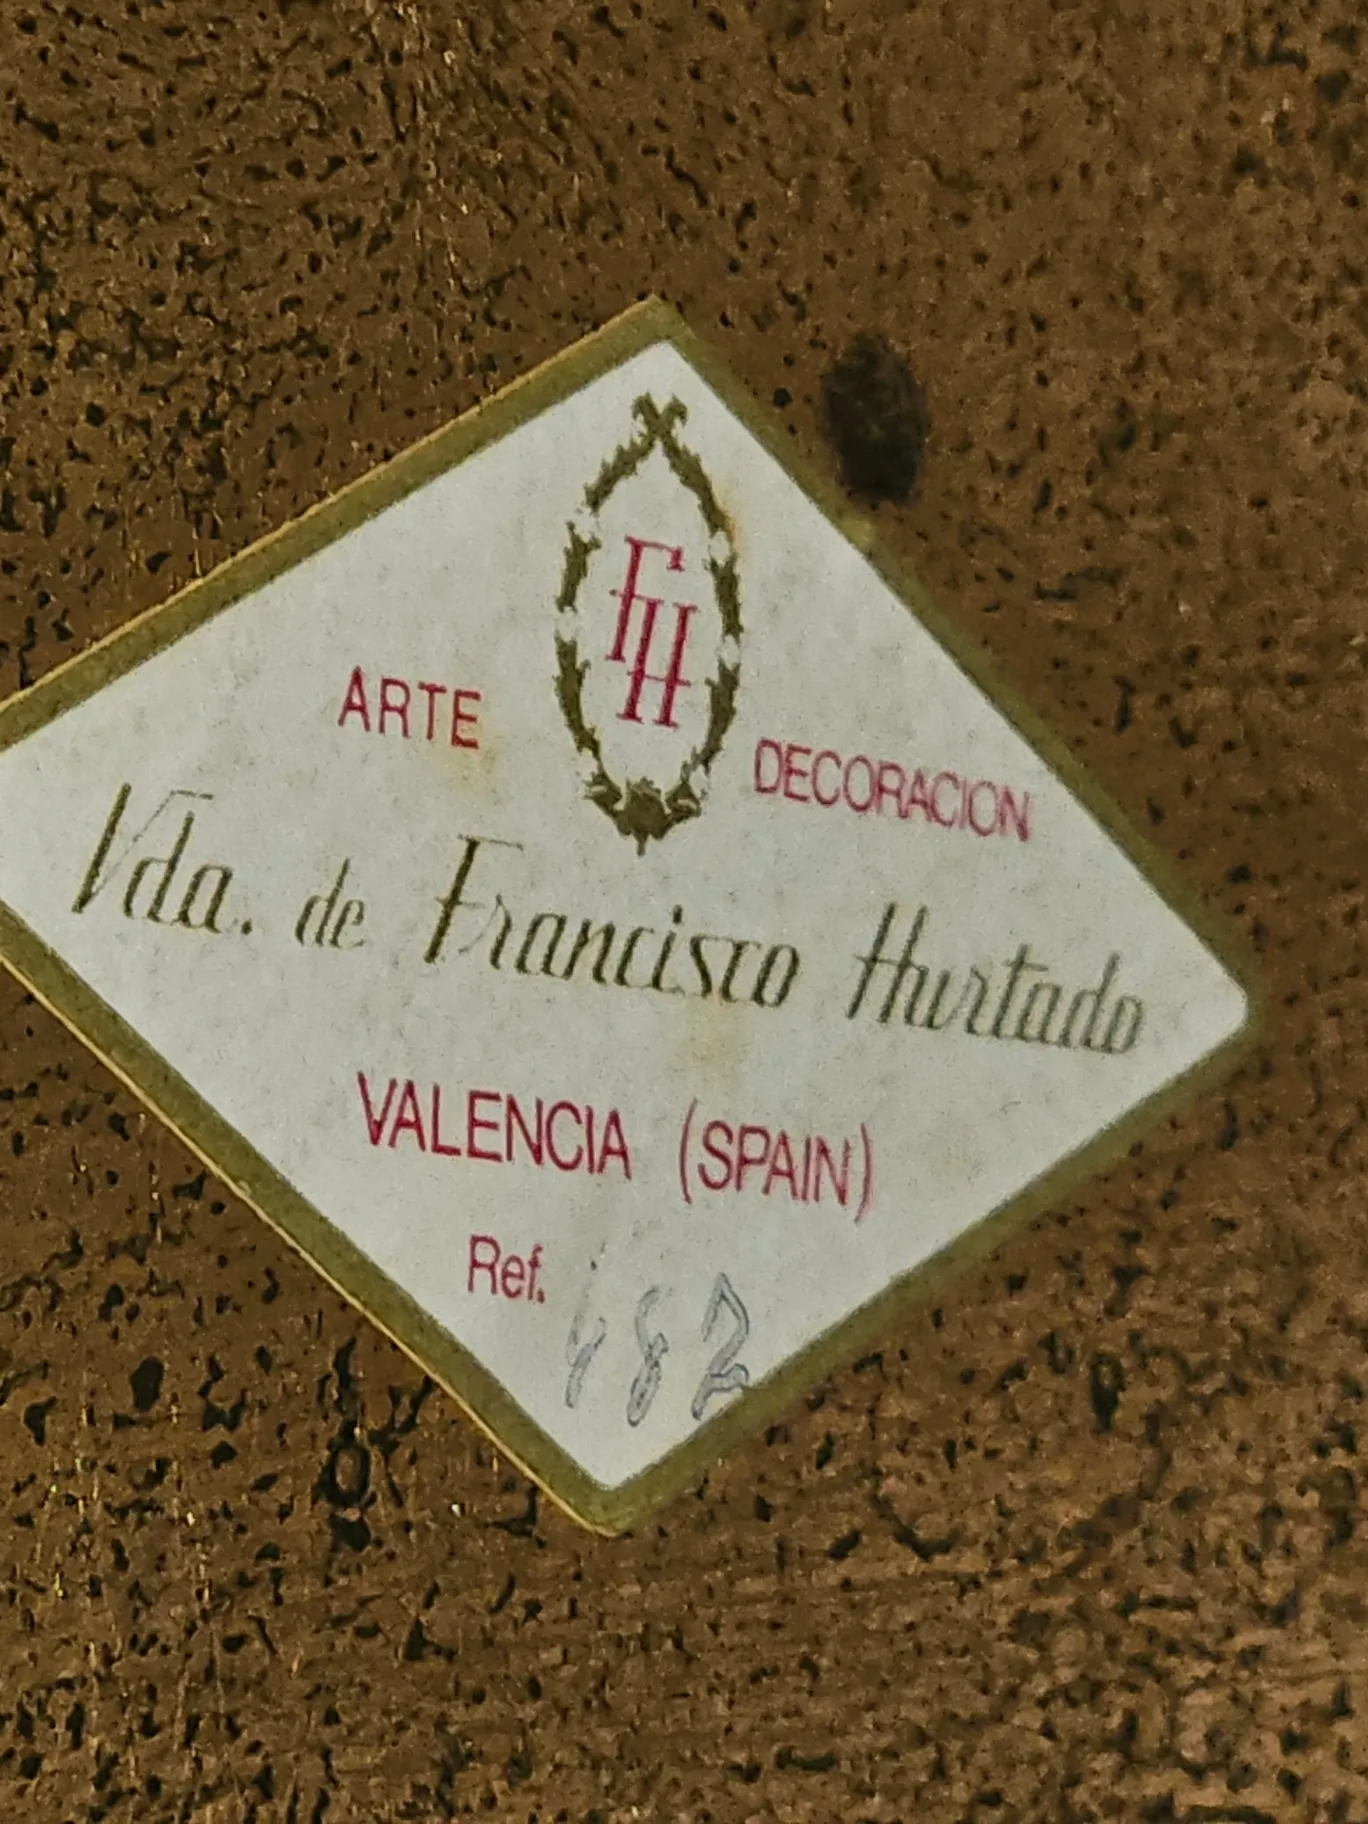 FH
ARTE DECORACION
Vda. de Francisco Hurtado
VALENCIA (SPAIN)
Ref. 482